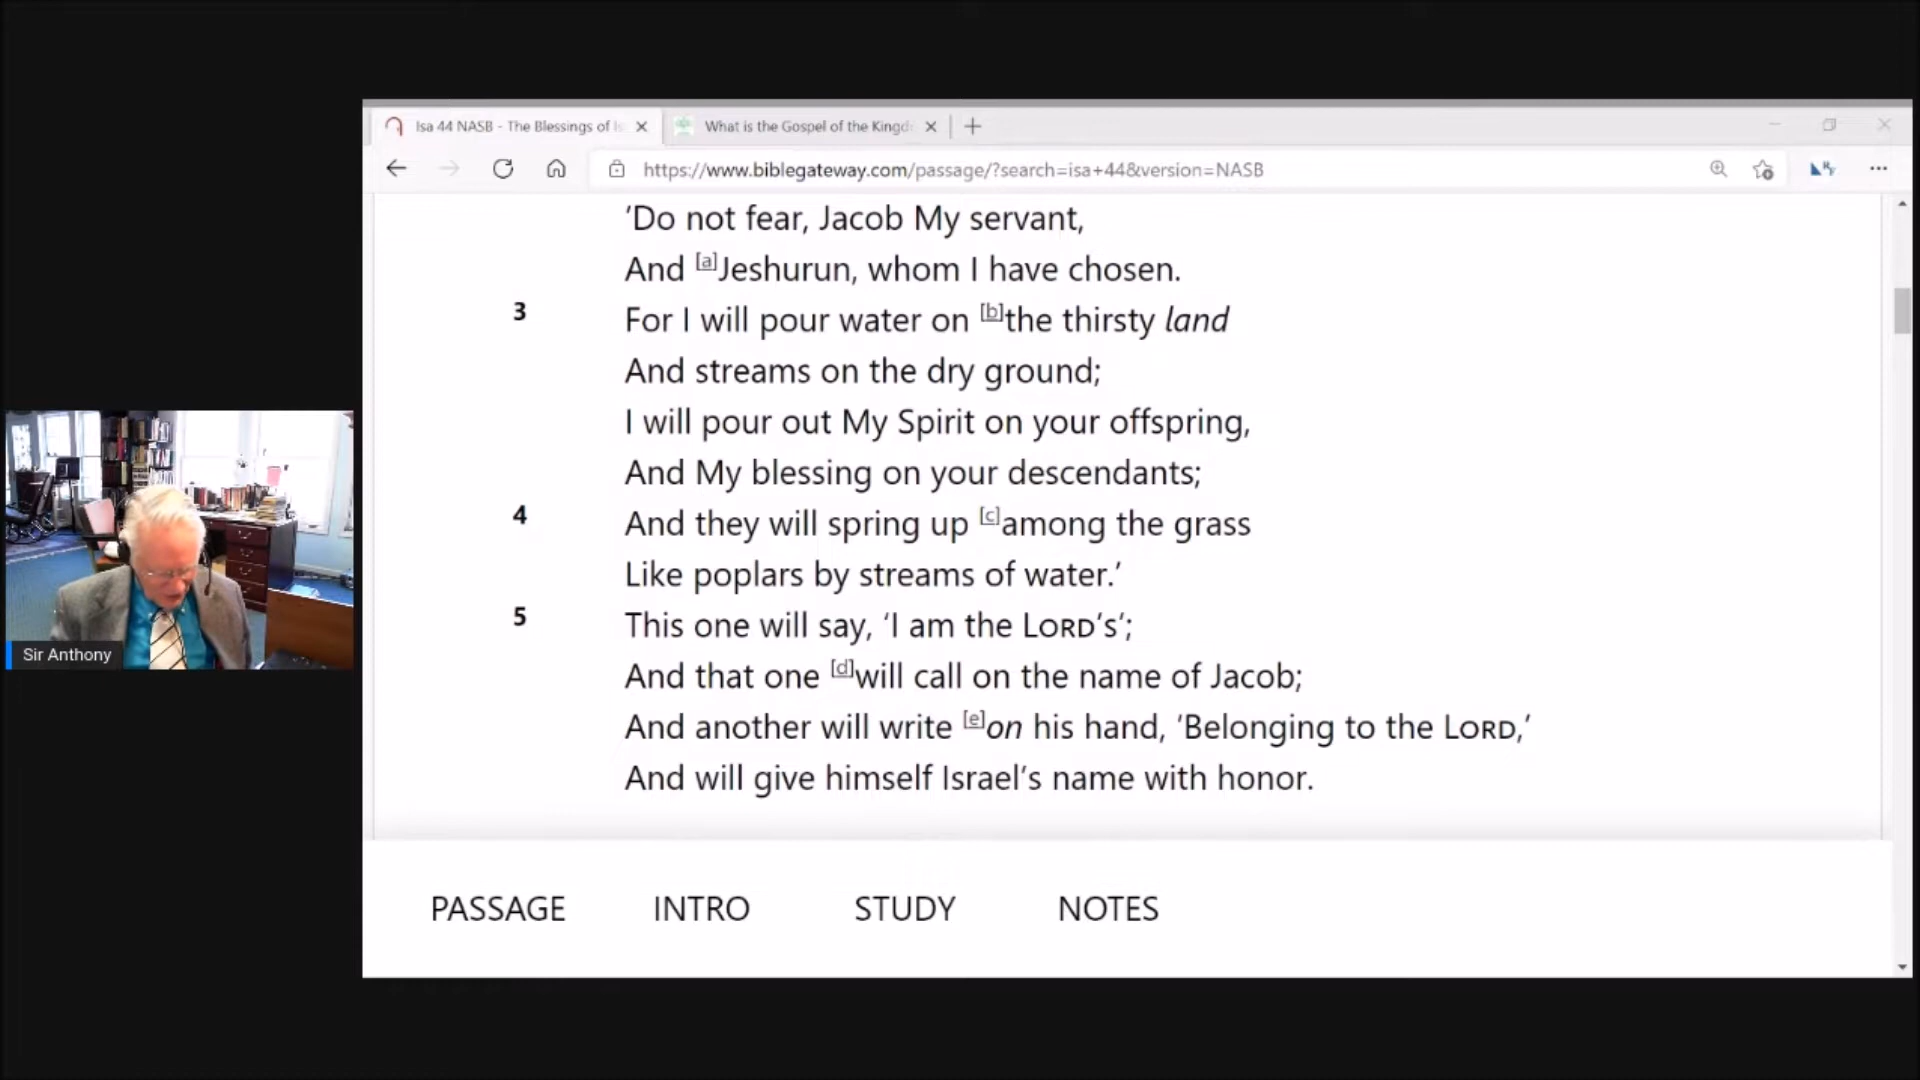 Isa 44 NASB - The Blessings of Is
What is the Gospel of the Kingd
https://www.biblegateway.com/passage/?search=isa+44&version=NASB
'Do not fear, Jacob My servant,
And [a]Jeshurun, whom I have chosen.
3 For I will pour water on [b]the thirsty land
And streams on the dry ground;
I will pour out My Spirit on your offspring,
And My blessing on your descendants;
4 And they will spring up [c]among the grass
Like poplars by streams of water.'
5 This one will say, 'I am the LORD's';
And that one [d]will call on the name of Jacob;
And another will write [e]on his hand, 'Belonging to the LORD,'
And will give himself Israel's name with honor.
PASSAGE INTRO STUDY NOTES
Sir Anthony